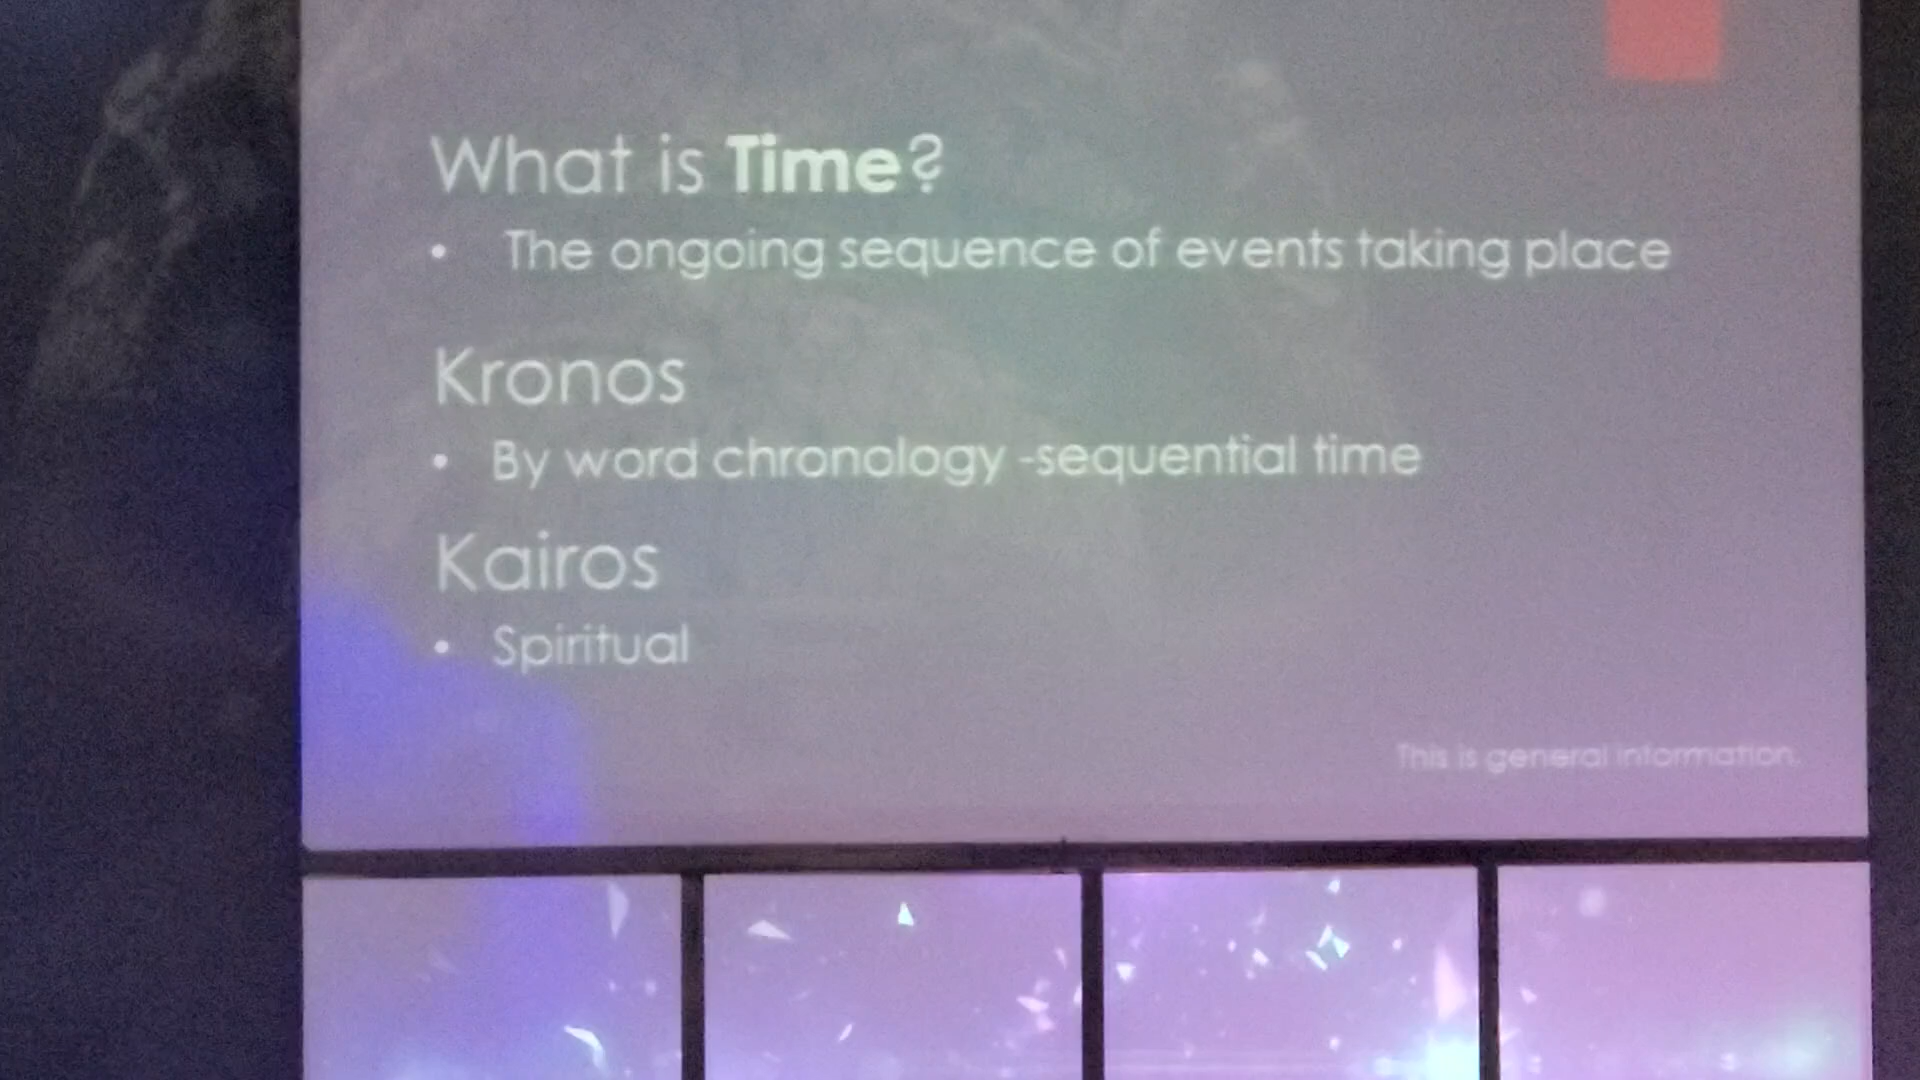 What is Time?
• The ongoing sequence of events taking place
Kronos
• By word chronology -sequential time
Kairos
• Spiritual
This is general information.